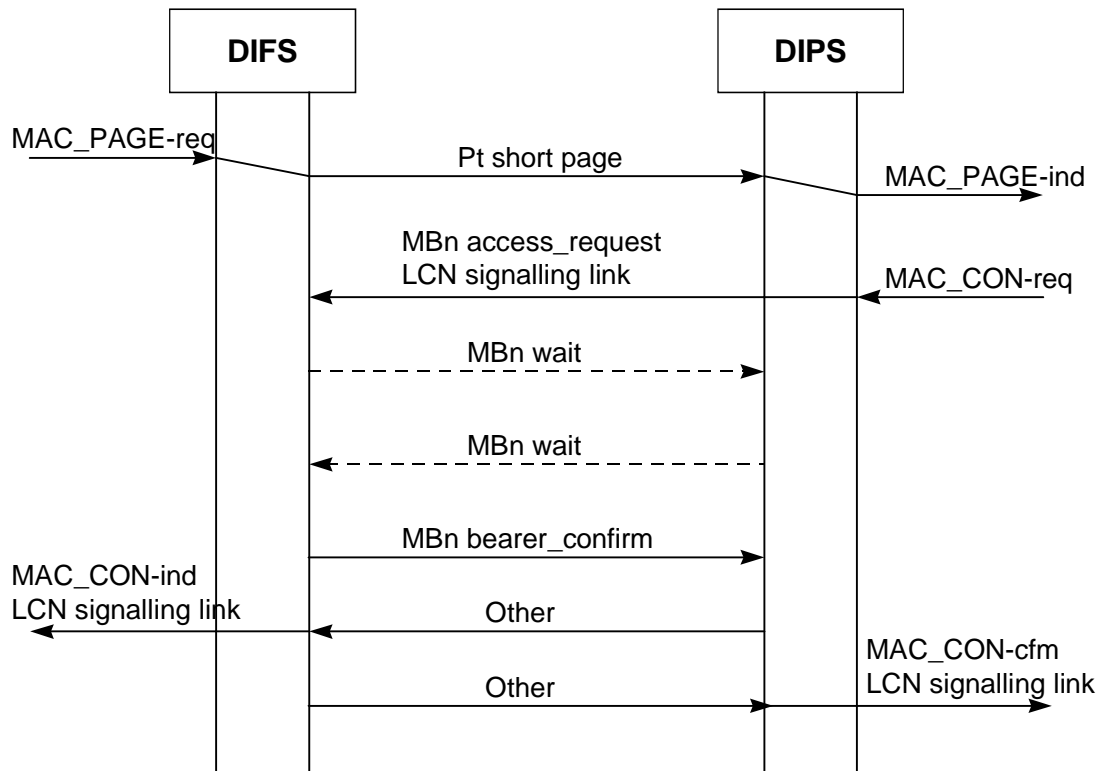 DIFS
DIPS
MAC_PAGE-req
Pt short page
MAC_PAGE-ind
MBn access_request
LCN signalling link
MAC_CON-req
MBn wait
MBn wait
MBn bearer_confirm
MAC_CON-ind
LCN signalling link
Other
MAC_CON-cfm
LCN signalling link
Other